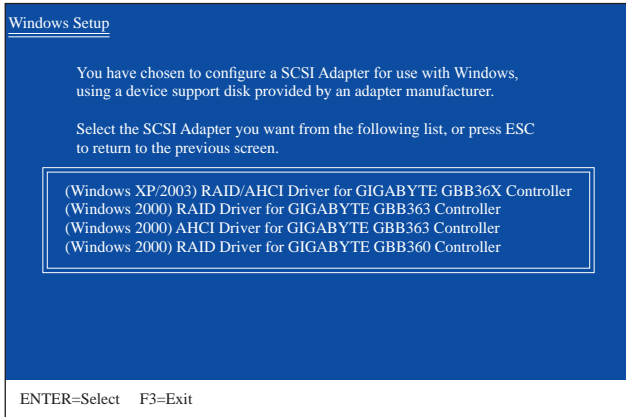 Windows Setup
You have chosen to configure a SCSI Adapter for use with Windows,
using a device support disk provided by an adapter manufacturer.
Select the SCSI Adapter you want from the following list, or press ESC
to return to the previous screen.
(Windows XP/2003) RAID/AHCI Driver for GIGABYTE GBB36X Controller
(Windows 2000) RAID Driver for GIGABYTE GBB363 Controller
(Windows 2000) AHCI Driver for GIGABYTE GBB363 Controller
(Windows 2000) RAID Driver for GIGABYTE GBB360 Controller
ENTER=Select F3=Exit